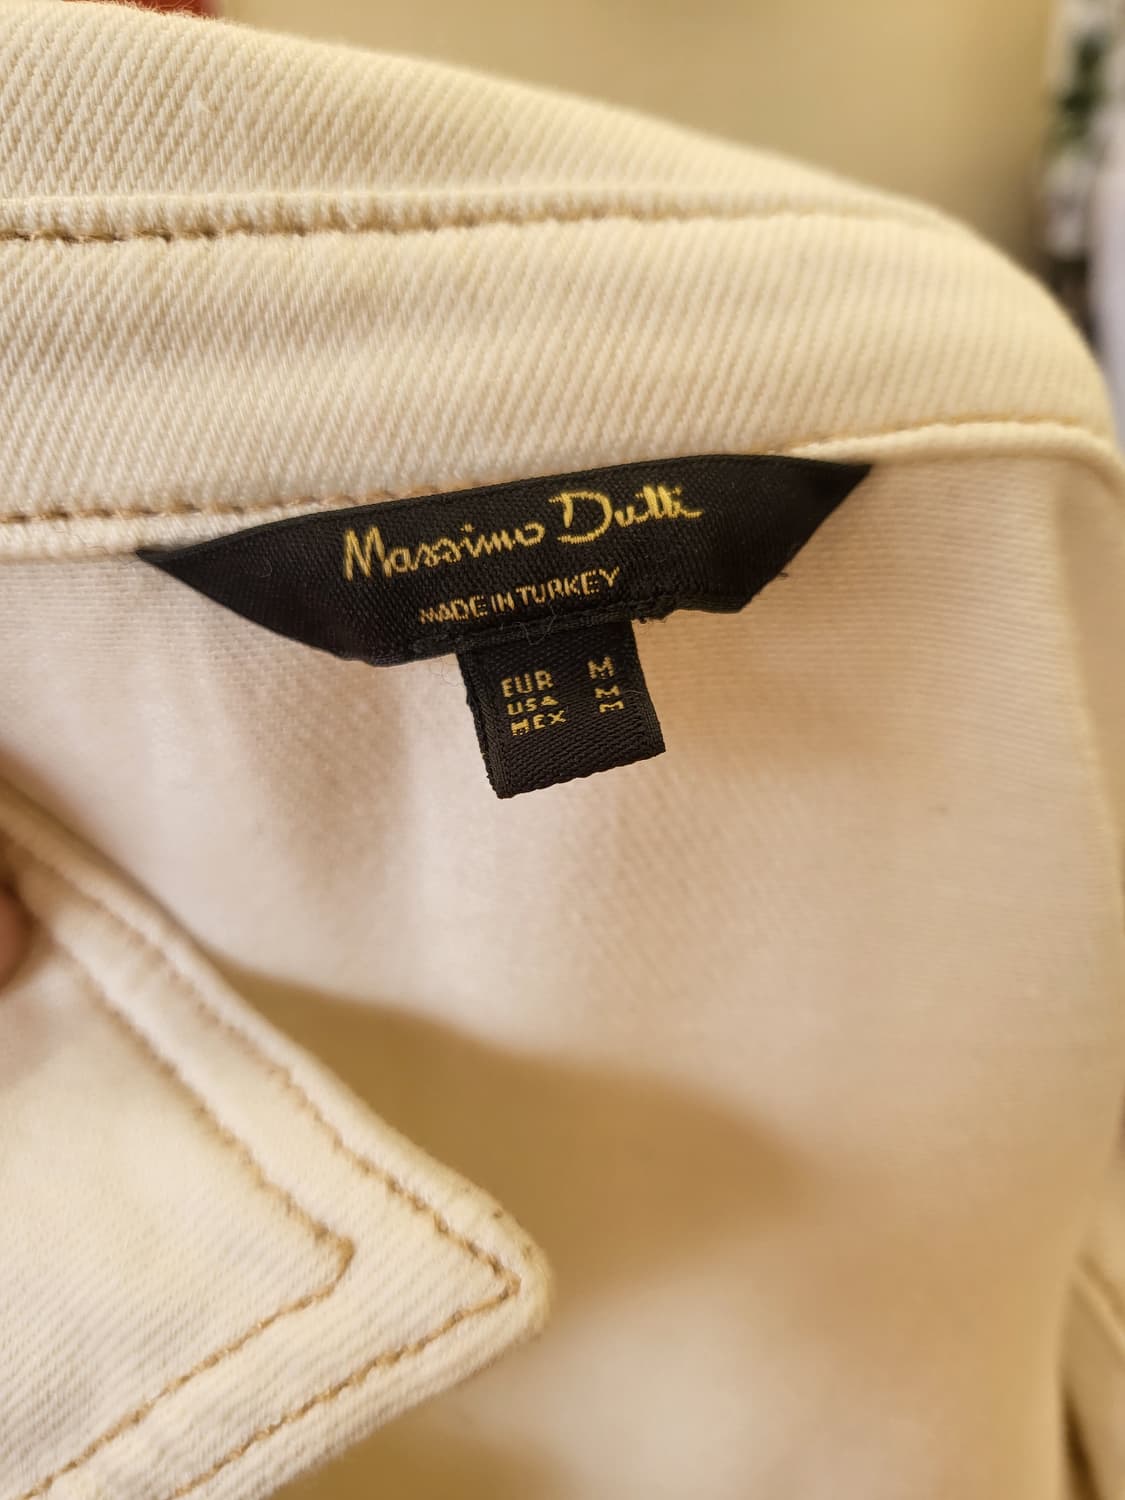 Massimo Dutti
MADE IN TURKEY
EUR M
USA M
MEX M